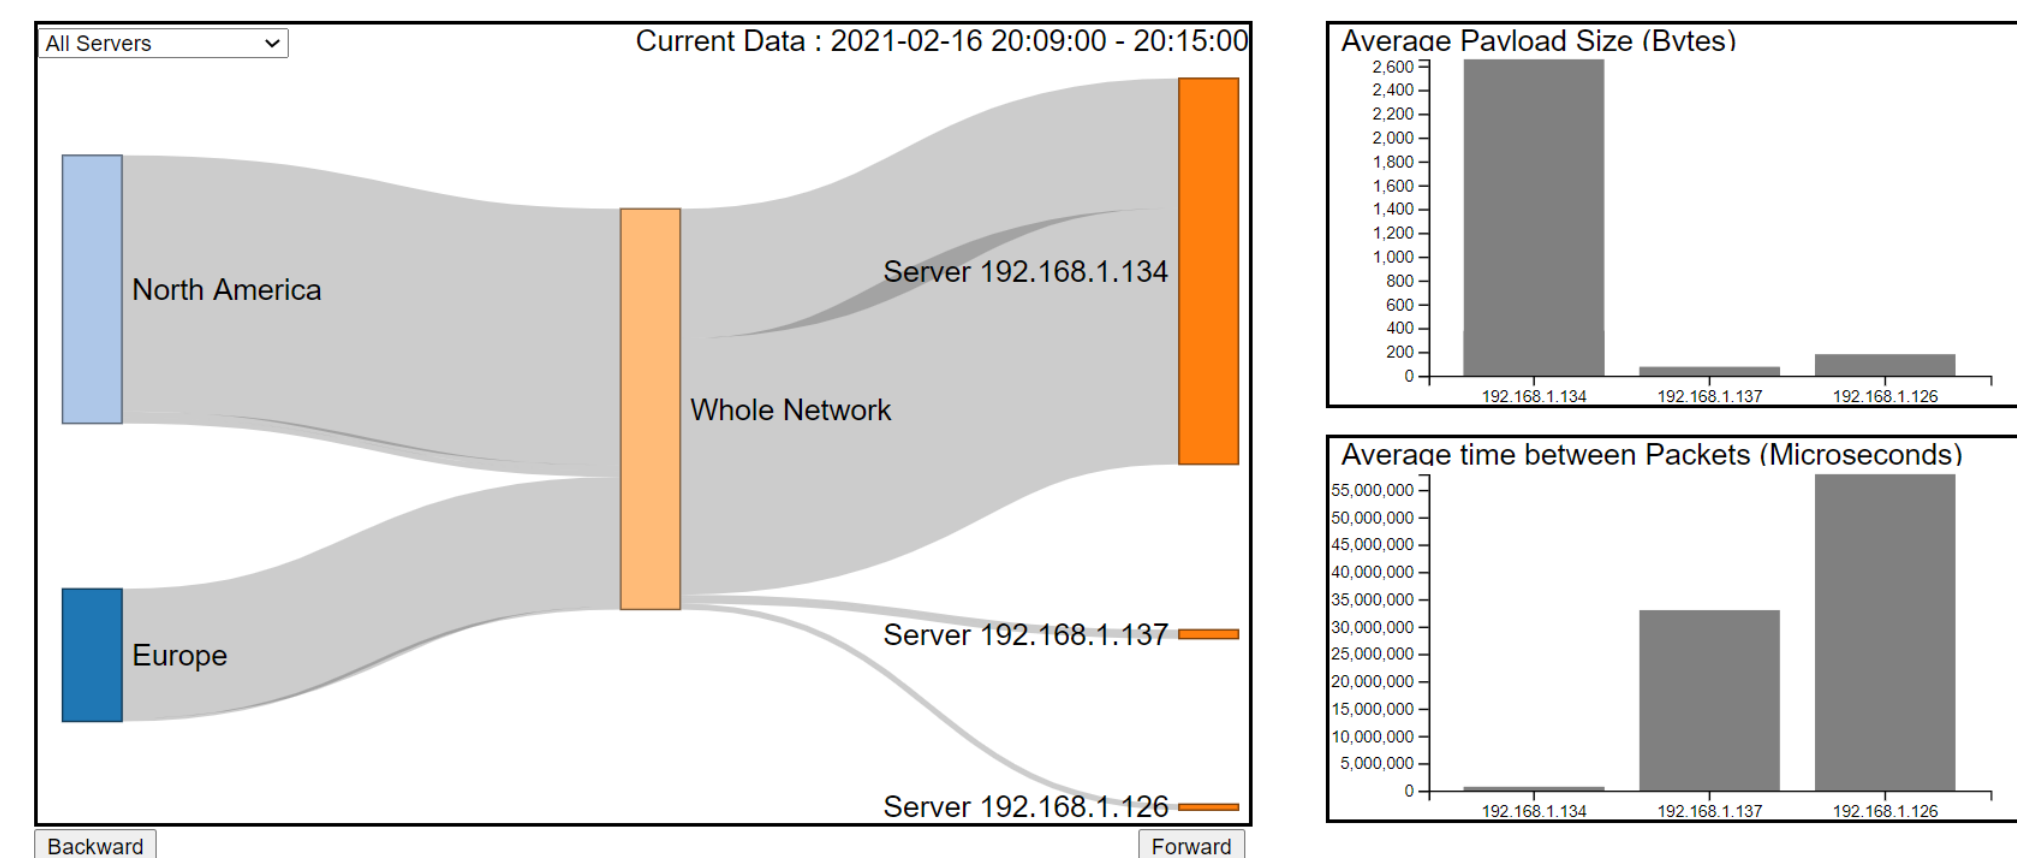 All Servers
Current Data : 2021-02-16 20:09:00 - 20:15:00
North America
Server 192.168.1.134
Whole Network
Server 192.168.1.137
Europe
Server 192.168.1.126
Backward
Forward
Average Payload Size (Bytes)
2,600
2,400
2,200
2,000
1,800
1,600
1,400
1,200
1,000
800
600
400
200
0
192.168.1.134 192.168.1.137 192.168.1.126
Average time between Packets (Microseconds)
55,000,000
50,000,000
45,000,000
40,000,000
35,000,000
30,000,000
25,000,000
20,000,000
15,000,000
10,000,000
5,000,000
0
192.168.1.134 192.168.1.137 192.168.1.126